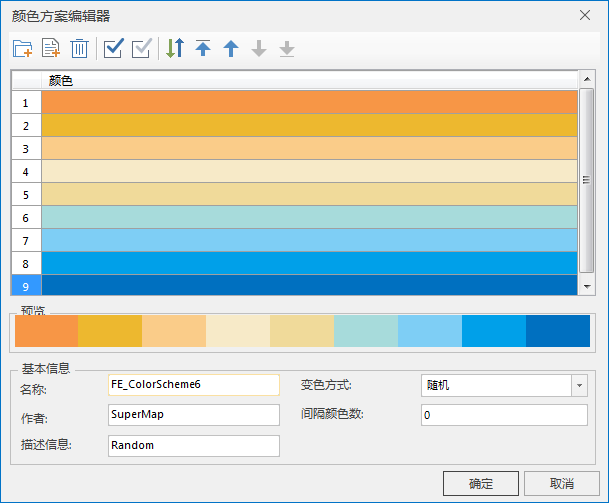 颜色方案编辑器
颜色
1
2
3
4
5
6
7
8
9
预览
基本信息
名称: FE_ColorScheme6 变色方式: 随机
作者: SuperMap 间隔颜色数: 0
描述信息: Random
确定 取消